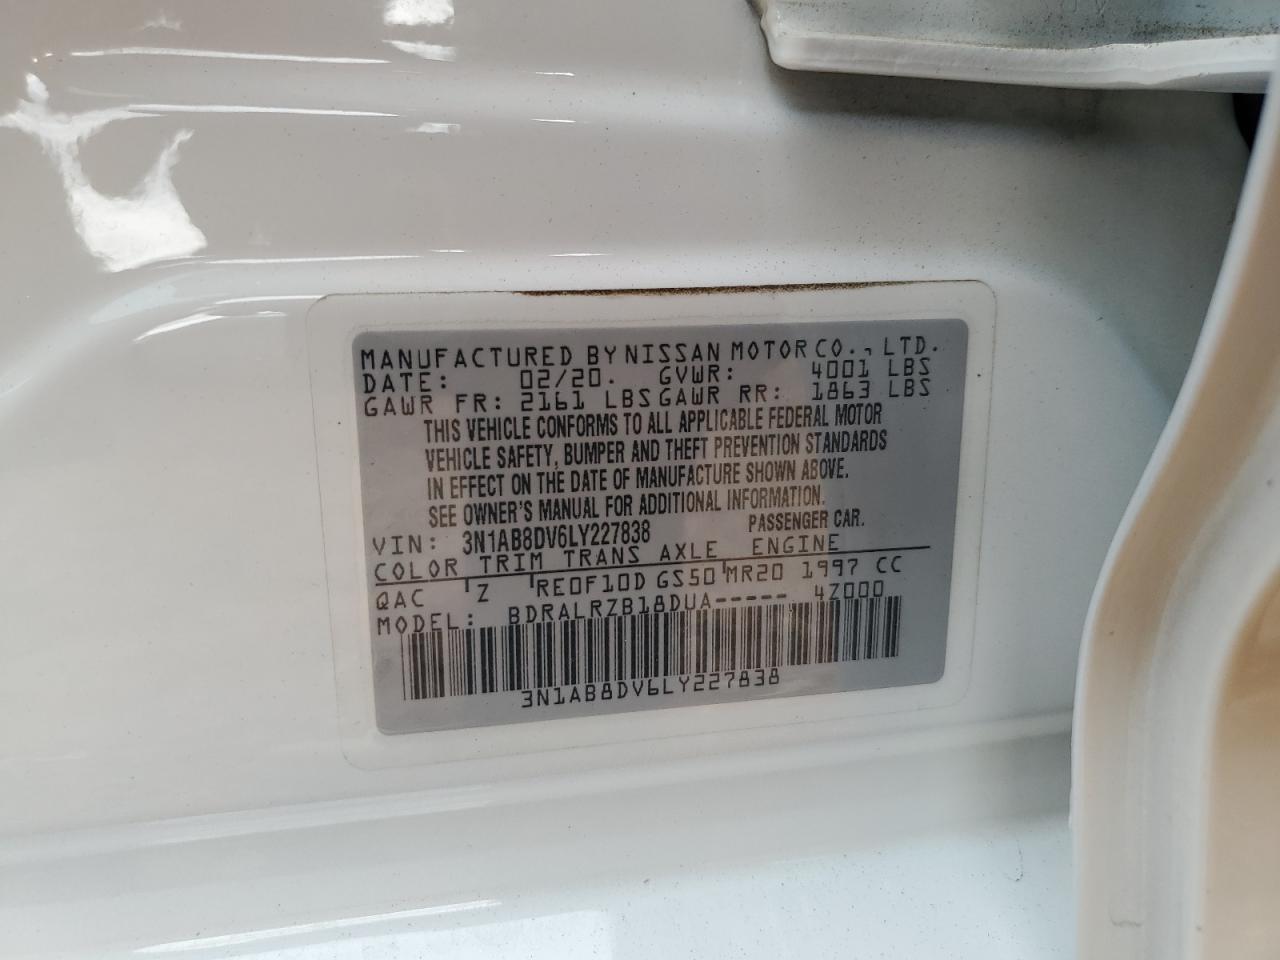 MANUFACTURED BY NISSAN MOTOR CO., LTD.
DATE: 02/20. GVWR: 4001 LBS
GAWR FR: 2161 LBS GAWR RR: 1863 LBS
THIS VEHICLE CONFORMS TO ALL APPLICABLE FEDERAL MOTOR
VEHICLE SAFETY, BUMPER AND THEFT PREVENTION STANDARDS
IN EFFECT ON THE DATE OF MANUFACTURE SHOWN ABOVE.
SEE OWNER'S MANUAL FOR ADDITIONAL INFORMATION.
VIN: 3N1AB8DV6LY227838 PASSENGER CAR.
COLOR TRIM TRANS AXLE ENGINE
QAC Z RE0F10D GS50 MR20 1997 CC
MODEL: BDRALRZB18DUA----- 4Z000
3N1AB8DV6LY227838